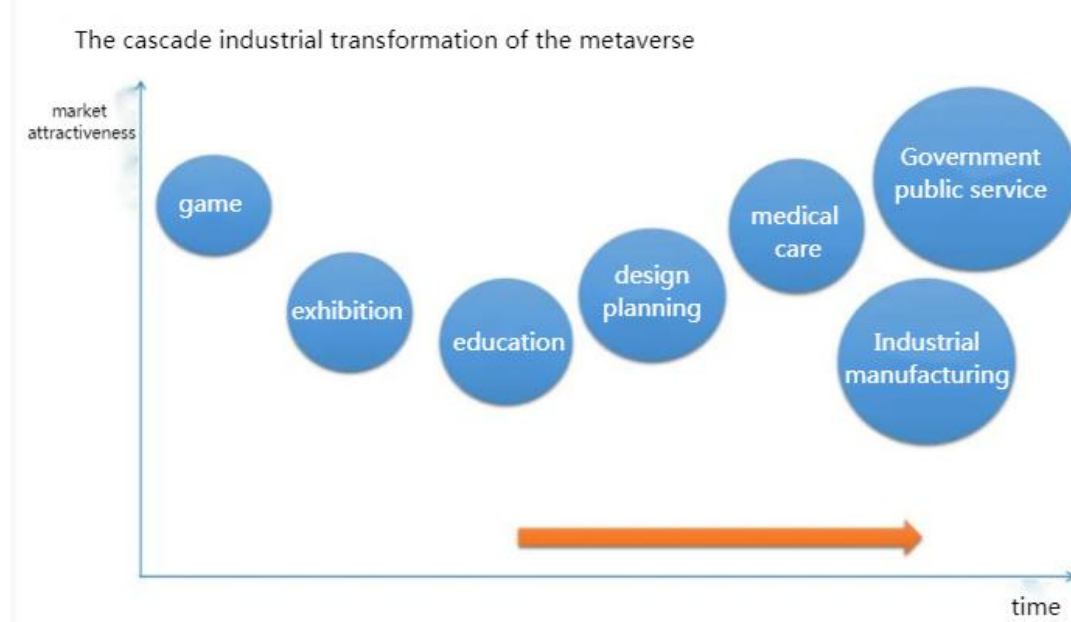 The cascade industrial transformation of the metaverse
market
attractiveness
game
exhibition
education
design
planning
medical
care
Government
public service
Industrial
manufacturing
time